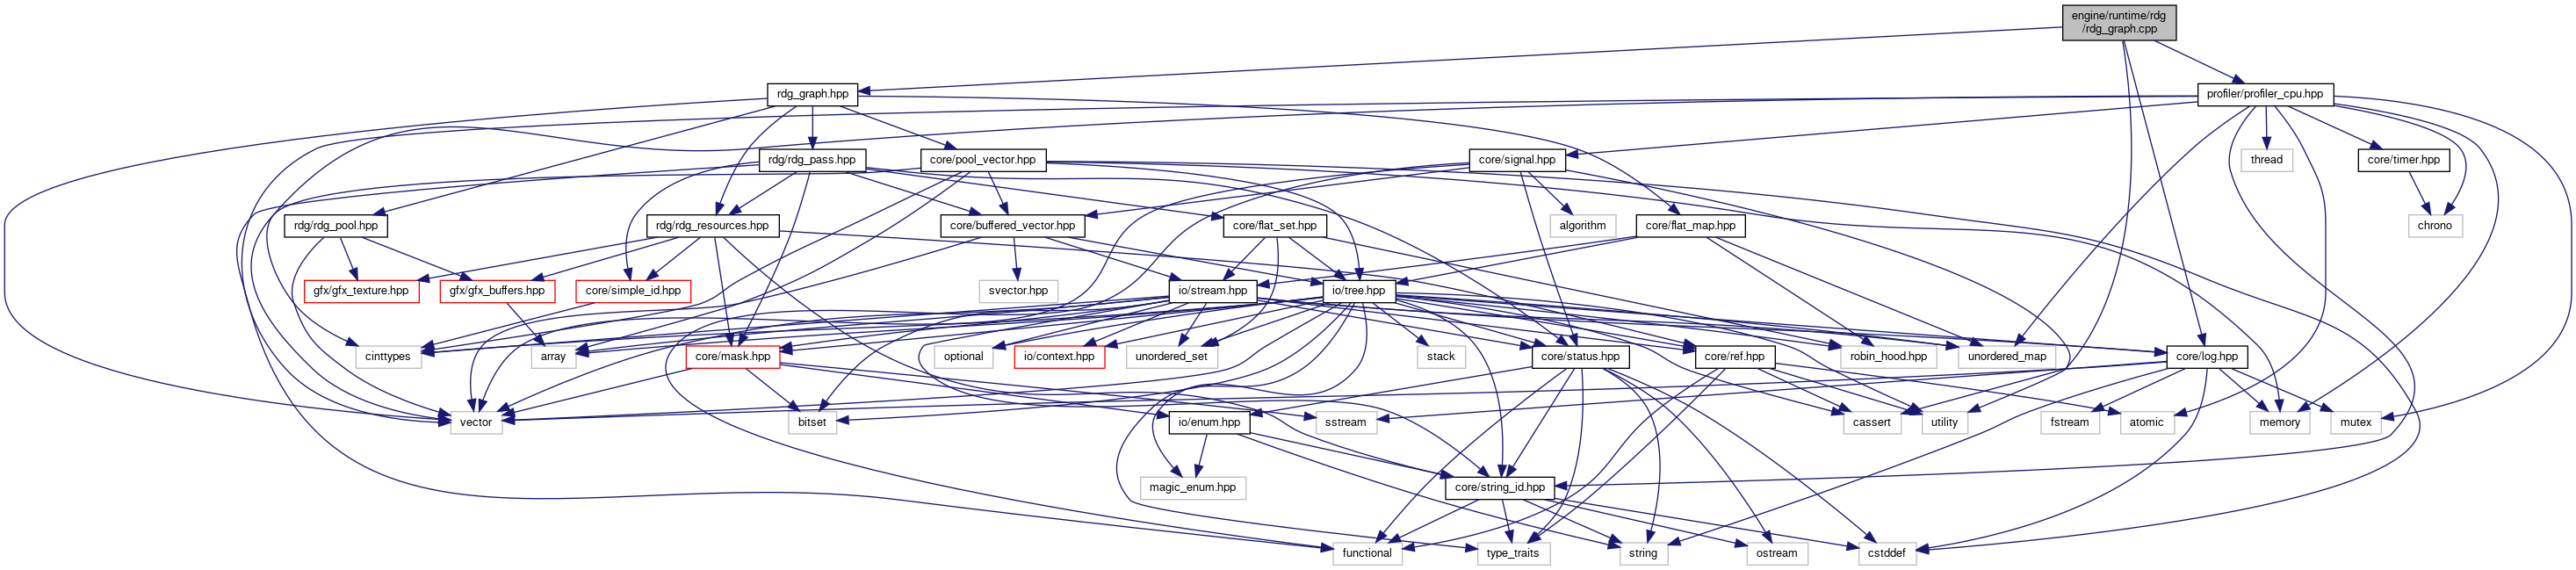 engine/runtime/rdg
/rdg_graph.cpp
rdg_graph.hpp
profiler/profiler_cpu.hpp
rdg/rdg_pass.hpp
core/pool_vector.hpp
core/signal.hpp
thread
core/timer.hpp
rdg/rdg_pool.hpp
rdg/rdg_resources.hpp
core/buffered_vector.hpp
core/flat_set.hpp
algorithm
core/flat_map.hpp
chrono
gfx/gfx_texture.hpp
gfx/gfx_buffers.hpp
core/simple_id.hpp
svector.hpp
io/stream.hpp
io/tree.hpp
cinttypes
array
core/mask.hpp
optional
io/context.hpp
unordered_set
stack
core/status.hpp
core/ref.hpp
robin_hood.hpp
unordered_map
core/log.hpp
vector
bitset
io/enum.hpp
sstream
cassert
utility
fstream
atomic
memory
mutex
magic_enum.hpp
core/string_id.hpp
functional
type_traits
string
ostream
cstddef